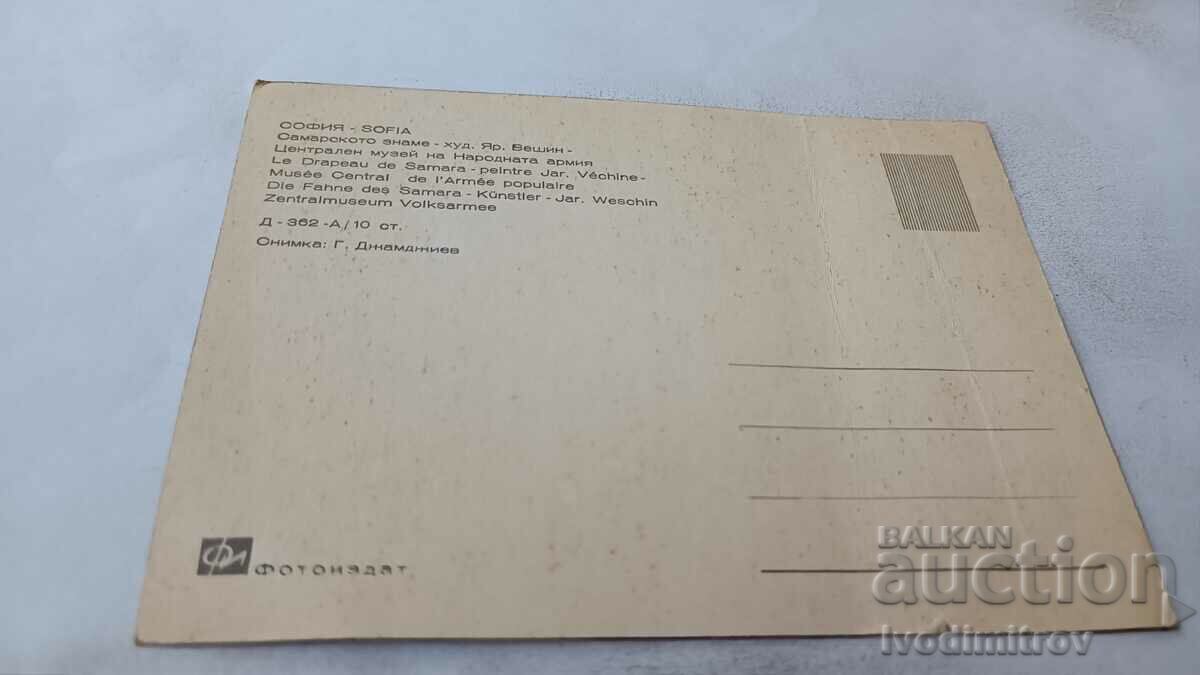 СОФИЯ - SOFIA
Самарското знаме - худ. Яр. Вешин -
Централен музей на Народната армия
Le Drapeau de Samara - peintre Jar. Véchine -
Musée Central de l'Armée populaire
Die Fahne des Samara - Künstler - Jar. Weschin
Zentralmuseum Volksarmee
Д - 362 - А/10 ст.
Снимка: Г. Джамджиев
ФИ ФОТОИЗДАТ
BALKAN
auction
Ivodimitrov